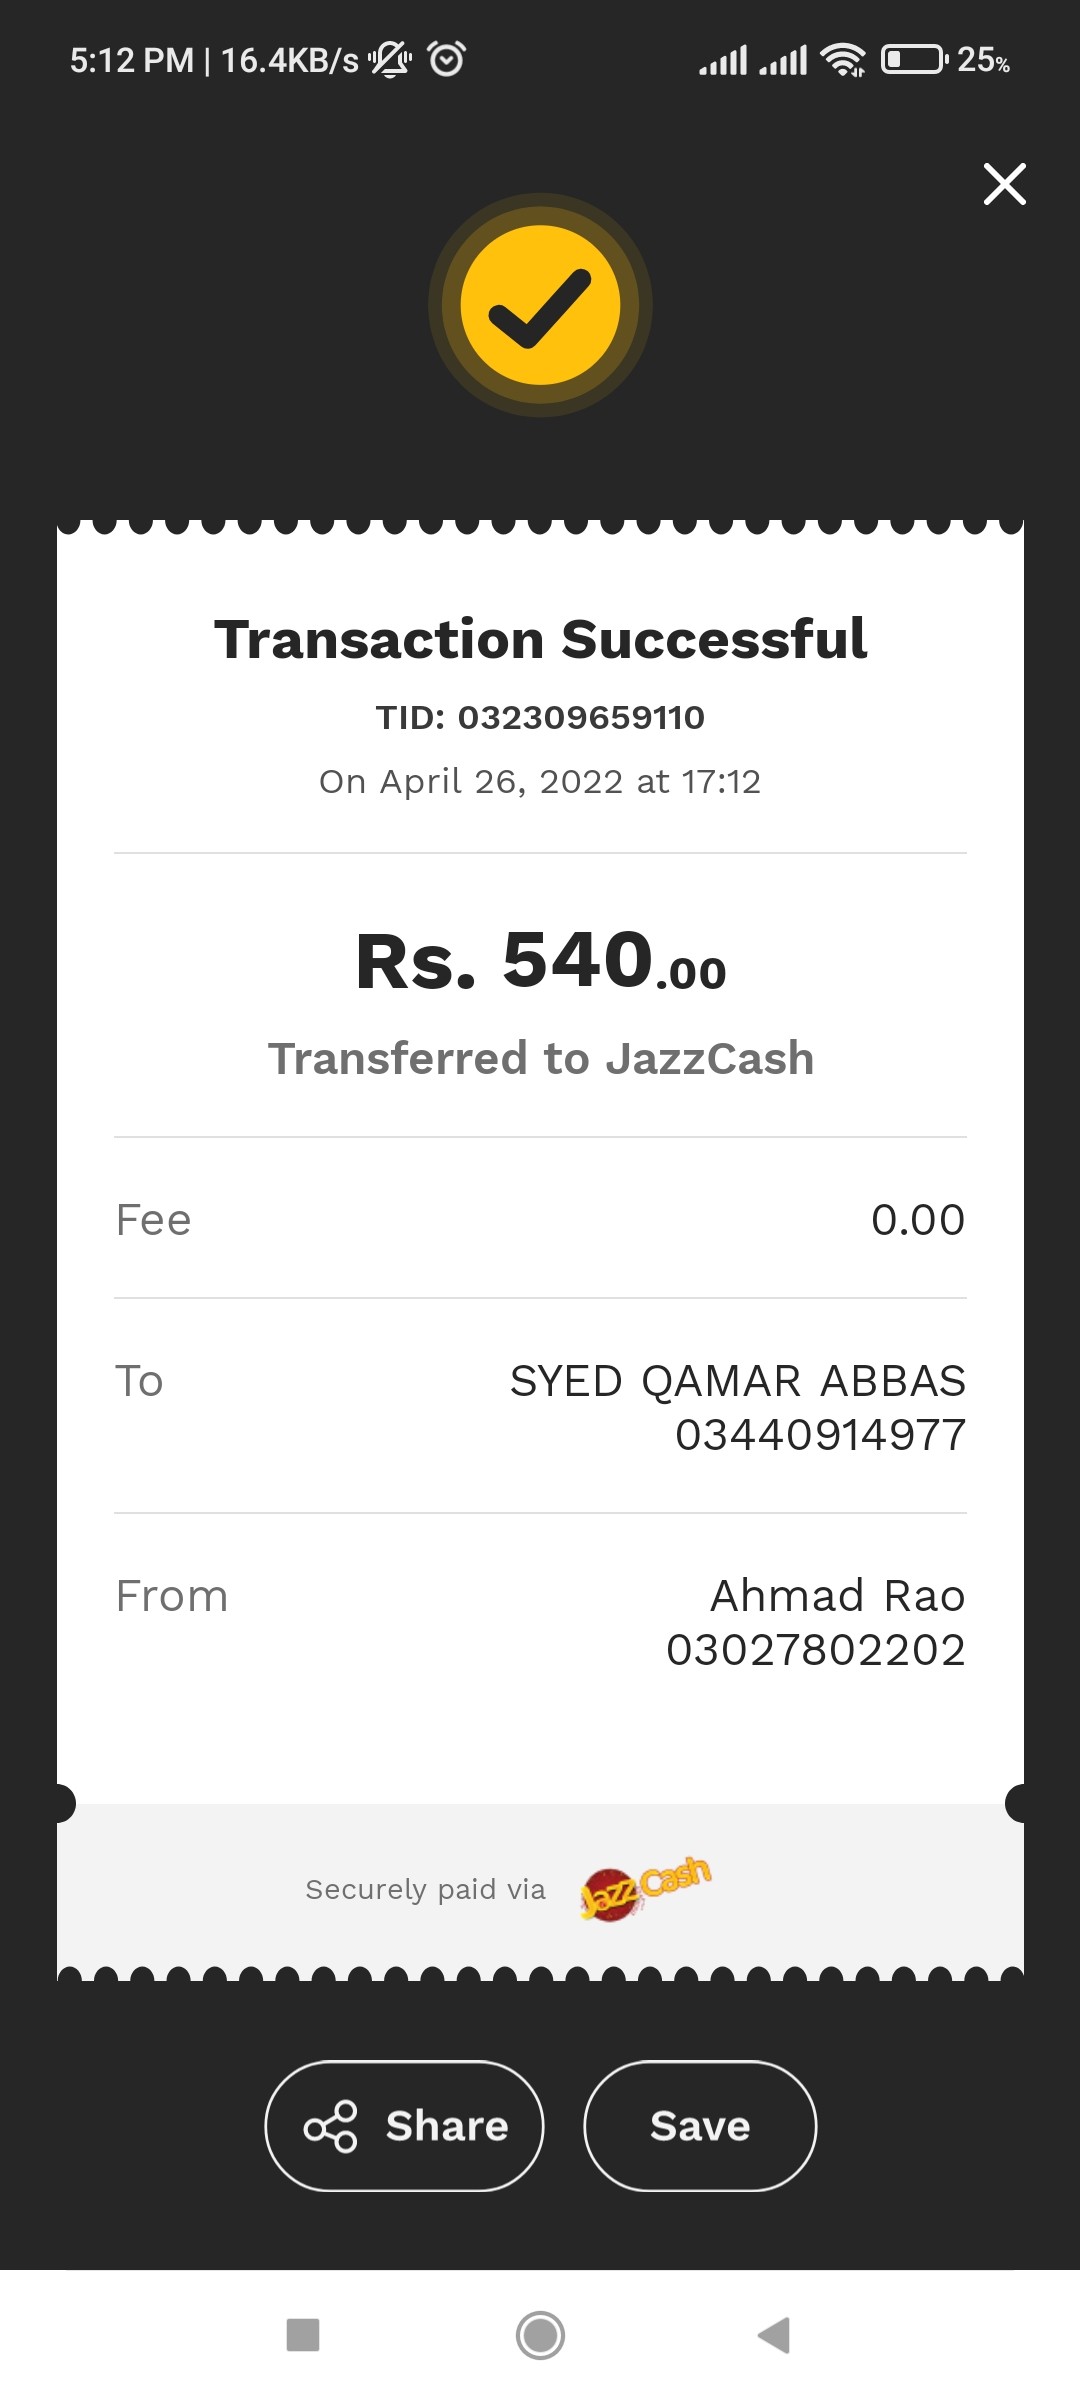 5:12 PM | 16.4KB/s 25%
Transaction Successful
TID: 032309659110
On April 26, 2022 at 17:12
Rs. 540.00
Transferred to JazzCash
Fee 0.00
To SYED QAMAR ABBAS
03440914977
From Ahmad Rao
03027802202
Securely paid via JazzCash
Share Save